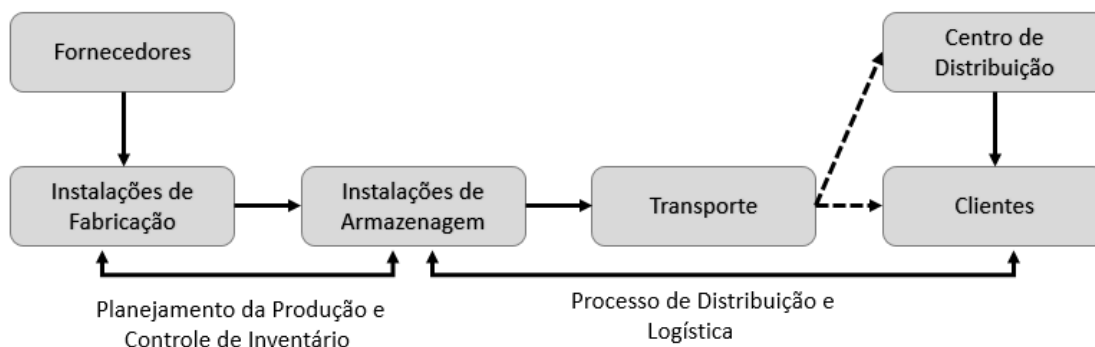 Fornecedores
Centro de
Distribuição
Instalações de
Fabricação
Instalações de
Armazenagem
Transporte
Clientes
Planejamento da Produção e
Controle de Inventário
Processo de Distribuição e
Logística